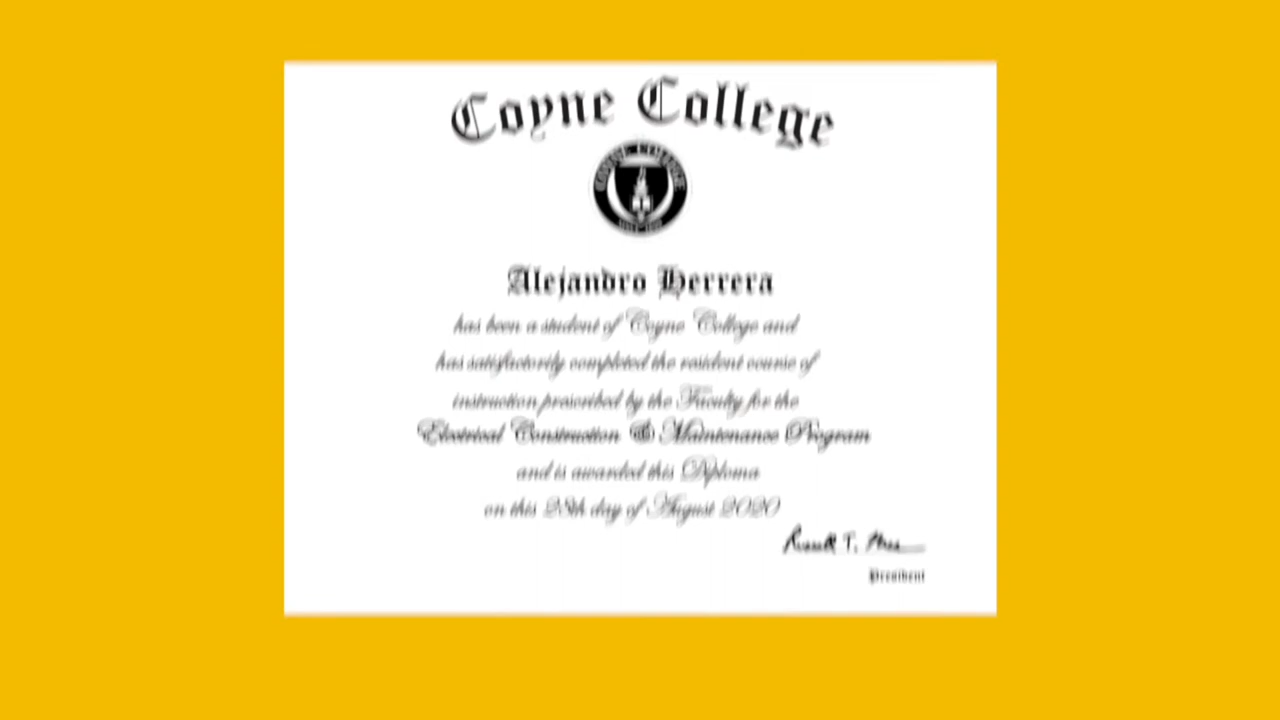 Coyne College
Alejandro Herrera
has been a student of Coyne College and
has satisfactorily completed the resident course of
instruction prescribed by the Faculty for the
Electrical Construction & Maintenance Program
and is awarded this Diploma
on this 28th day of August 2020
President